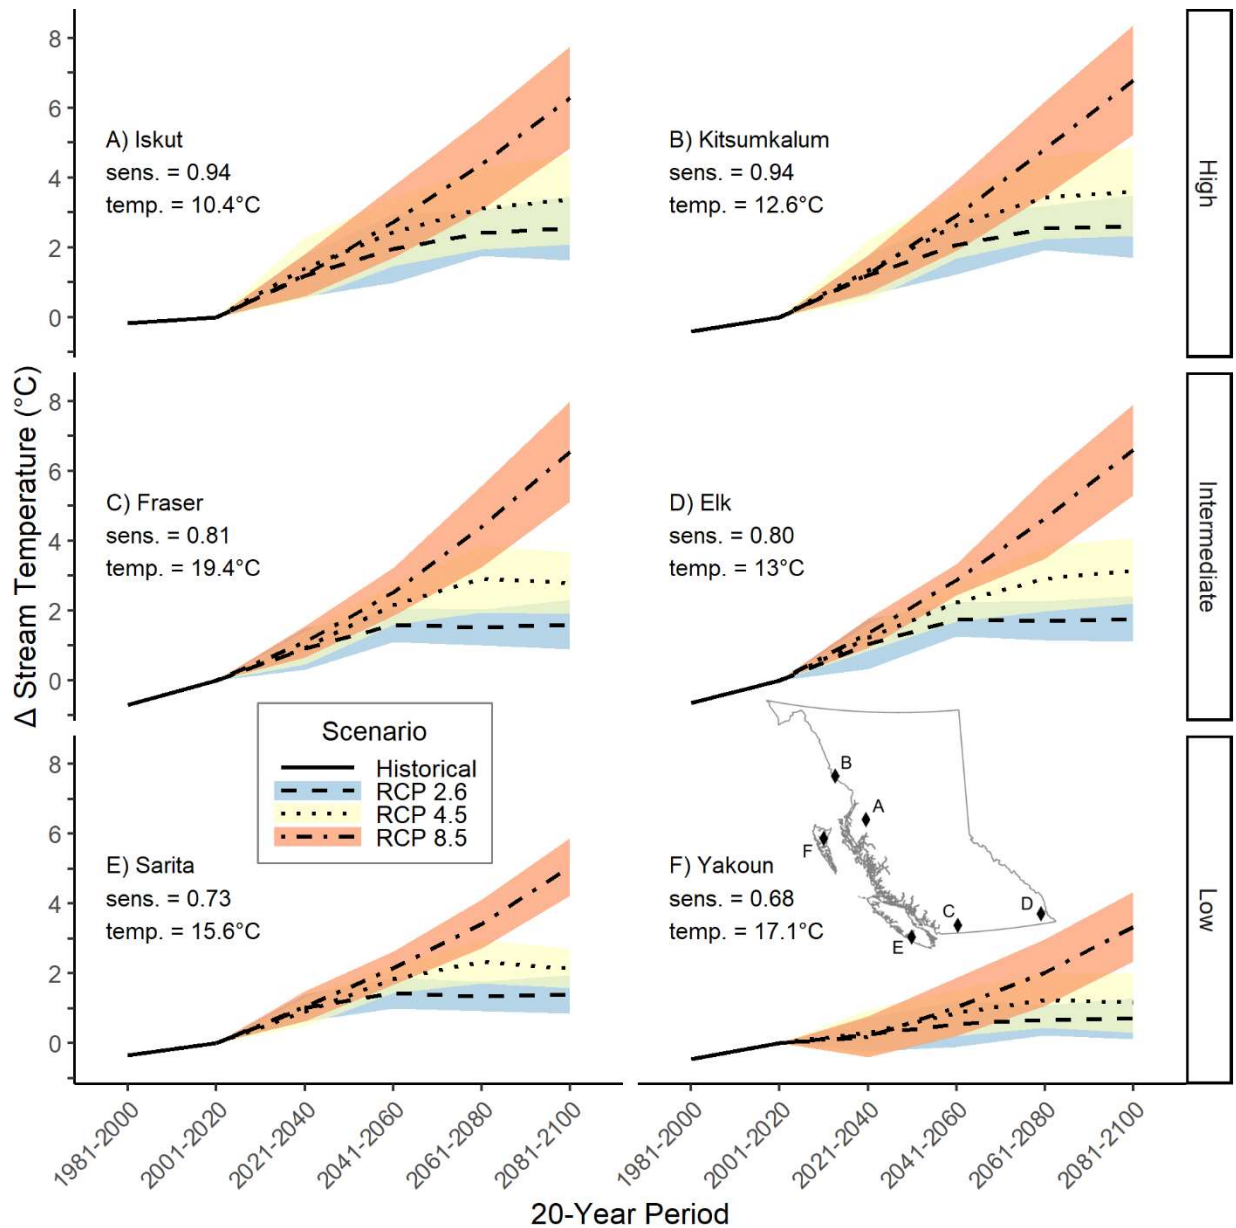 8
6
4
2
0
A) Iskut
sens. = 0.94
temp. = 10.4°C
B) Kitsumkalum
sens. = 0.94
temp. = 12.6°C
High
8
6
4
2
0
C) Fraser
sens. = 0.81
temp. = 19.4°C
D) Elk
sens. = 0.80
temp. = 13°C
Intermediate
Δ Stream Temperature (°C)
8
6
4
2
0
Scenario
Historical
RCP 2.6
RCP 4.5
RCP 8.5
E) Sarita
sens. = 0.73
temp. = 15.6°C
B
A
F
C
D
E
F) Yakoun
sens. = 0.68
temp. = 17.1°C
Low
1981-2000
2001-2020
2021-2040
2041-2060
2061-2080
2081-2100
1981-2000
2001-2020
2021-2040
2041-2060
2061-2080
2081-2100
20-Year Period